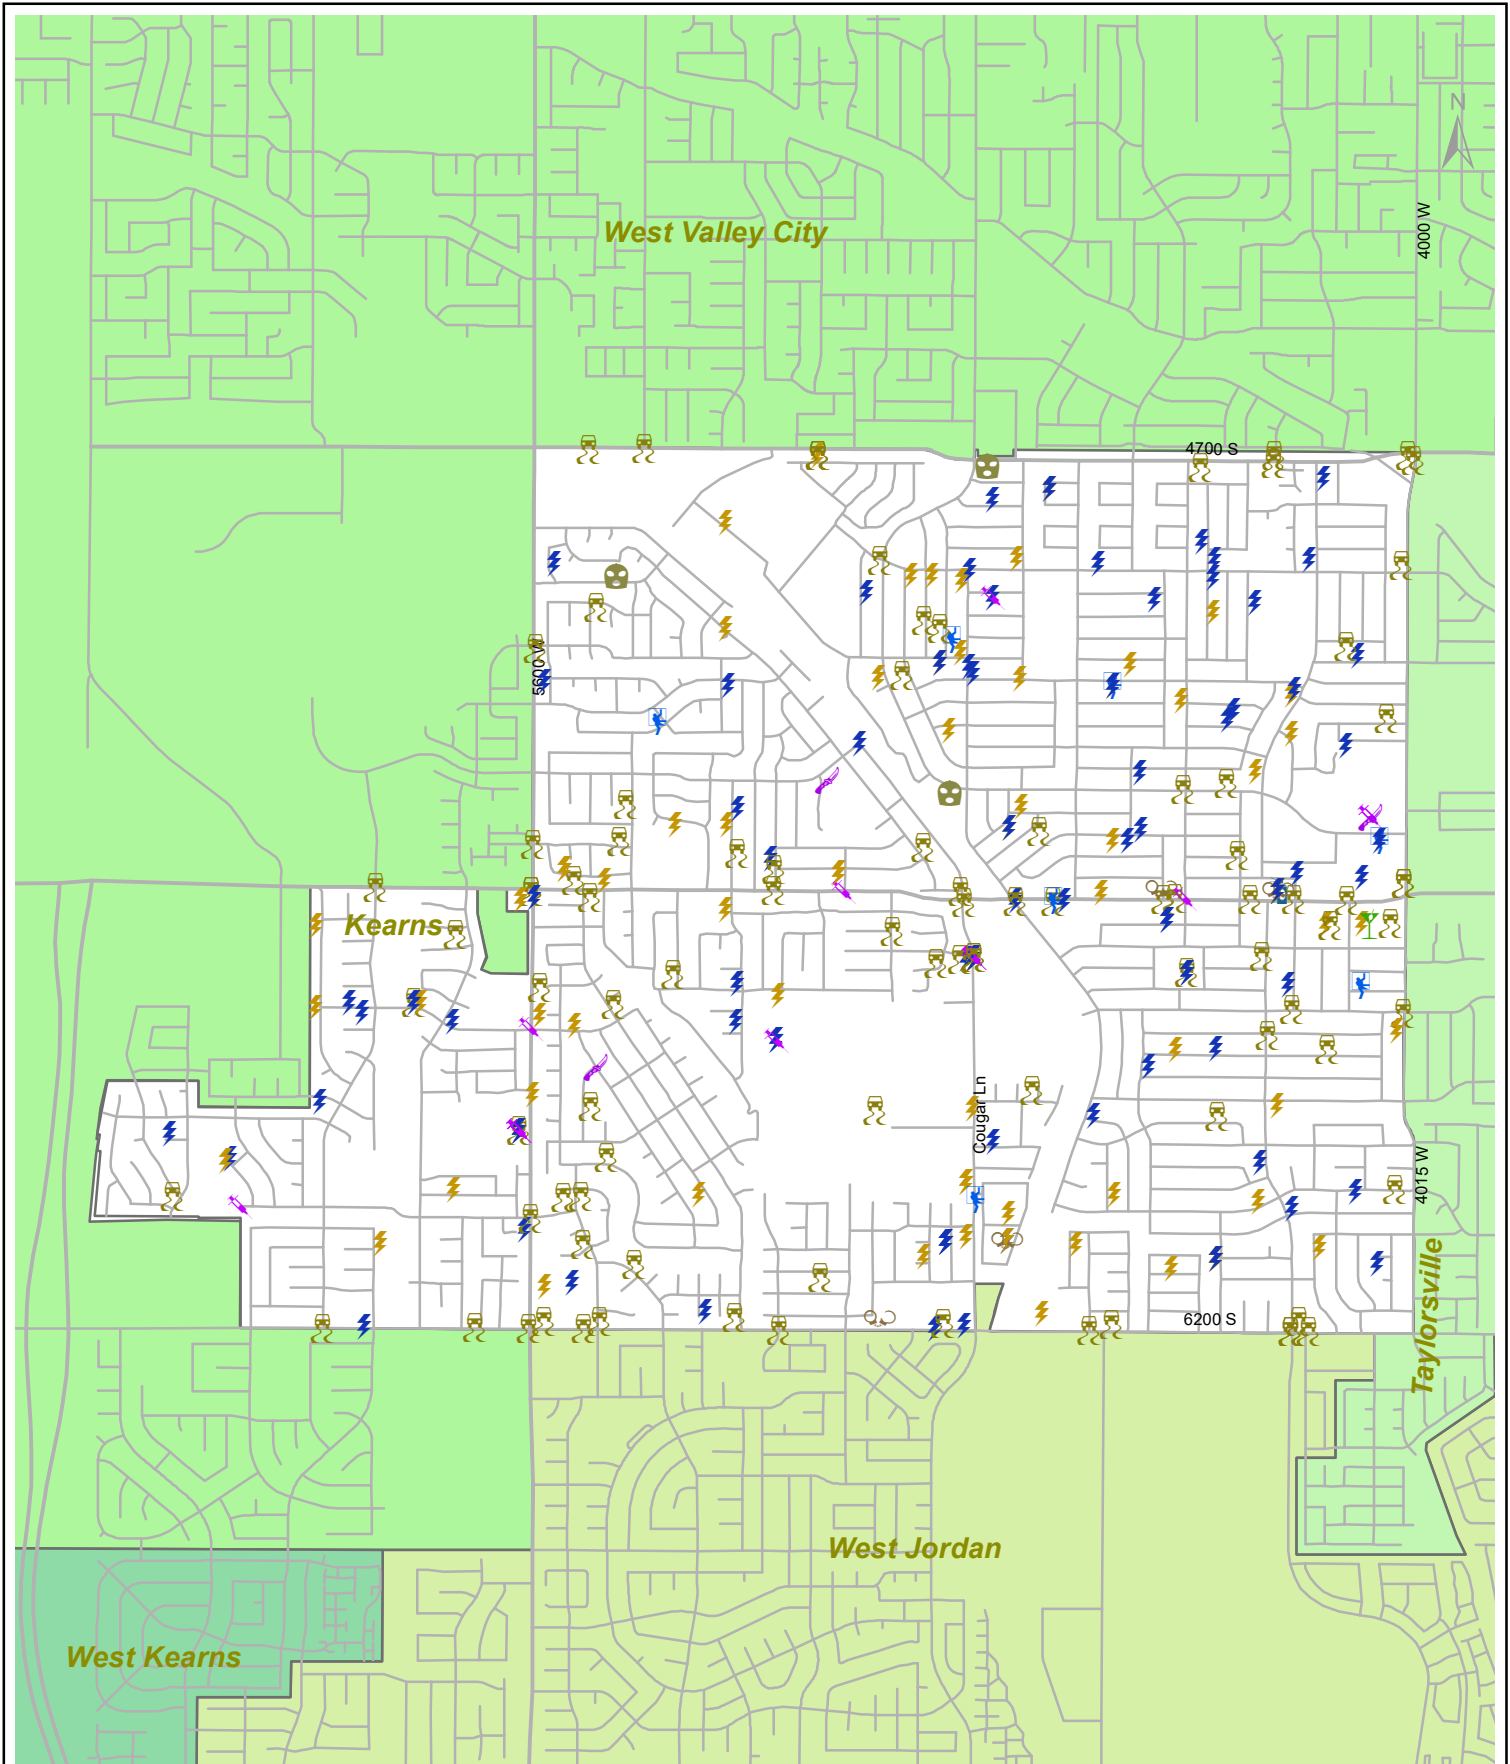 N
4000 W
West Valley City
4700 S
5600 W
Kearns
Cougar Ln
4015 W
Taylorsville
6200 S
West Jordan
West Kearns